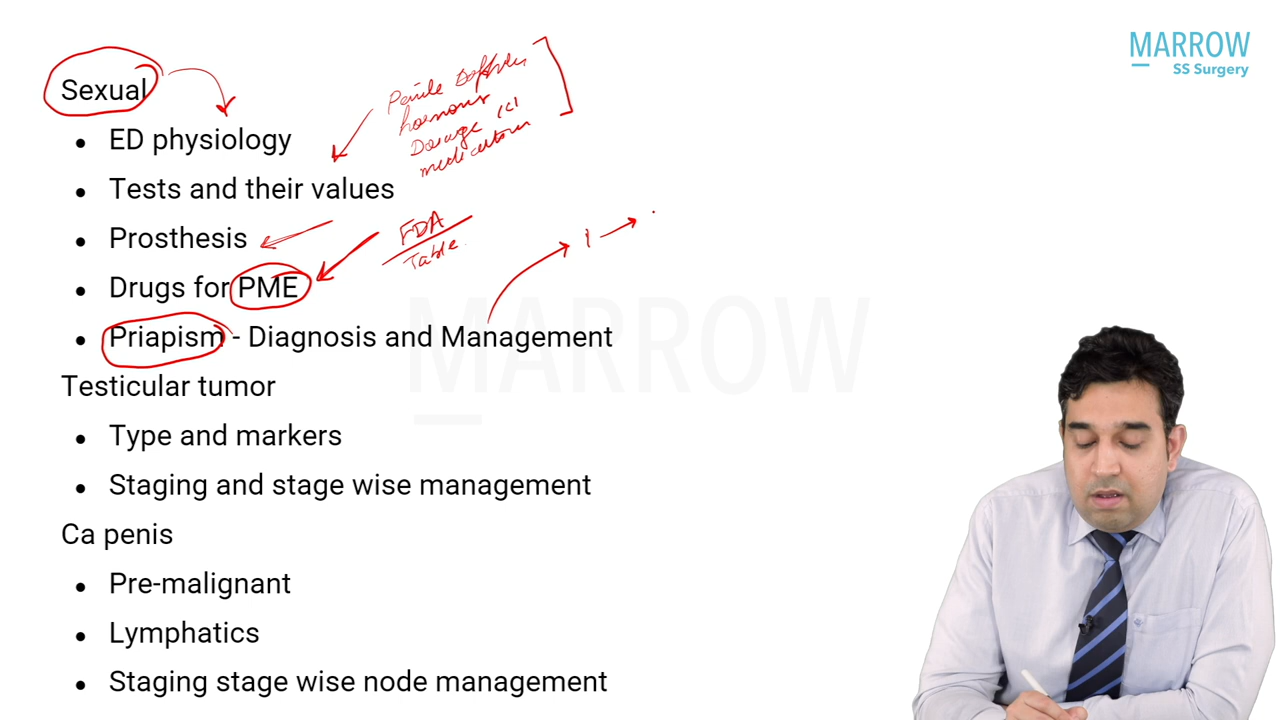 MARROW
SS Surgery
Sexual
• ED physiology
• Tests and their values
• Prosthesis
• Drugs for PME
• Priapism - Diagnosis and Management
Testicular tumor
• Type and markers
• Staging and stage wise management
Ca penis
• Pre-malignant
• Lymphatics
• Staging stage wise node management
Penile
FDA
Table
MARROW